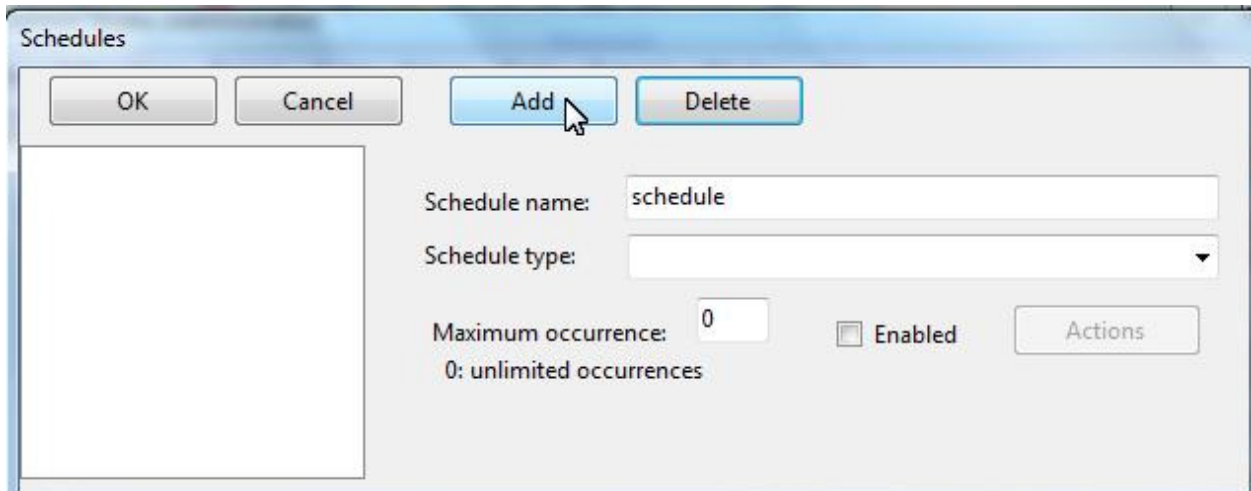 Schedules
OK Cancel Add Delete
Schedule name: schedule
Schedule type:
Maximum occurrence: 0 Enabled Actions
0: unlimited occurrences